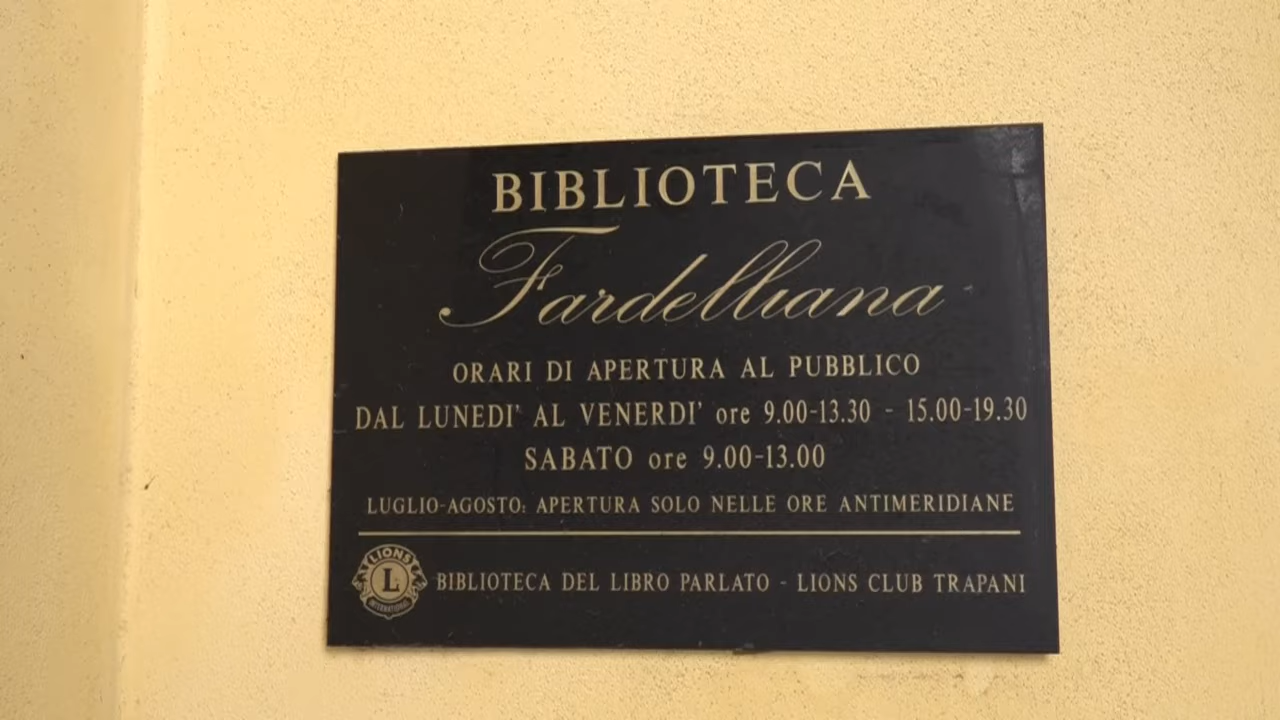 BIBLIOTECA
Fardelliana
ORARI DI APERTURA AL PUBBLICO
DAL LUNEDI' AL VENERDI' ore 9.00-13.30 - 15.00-19.30
SABATO ore 9.00-13.00
LUGLIO-AGOSTO: APERTURA SOLO NELLE ORE ANTIMERIDIANE
LIONS
L
INTERNATIONAL
BIBLIOTECA DEL LIBRO PARLATO - LIONS CLUB TRAPANI